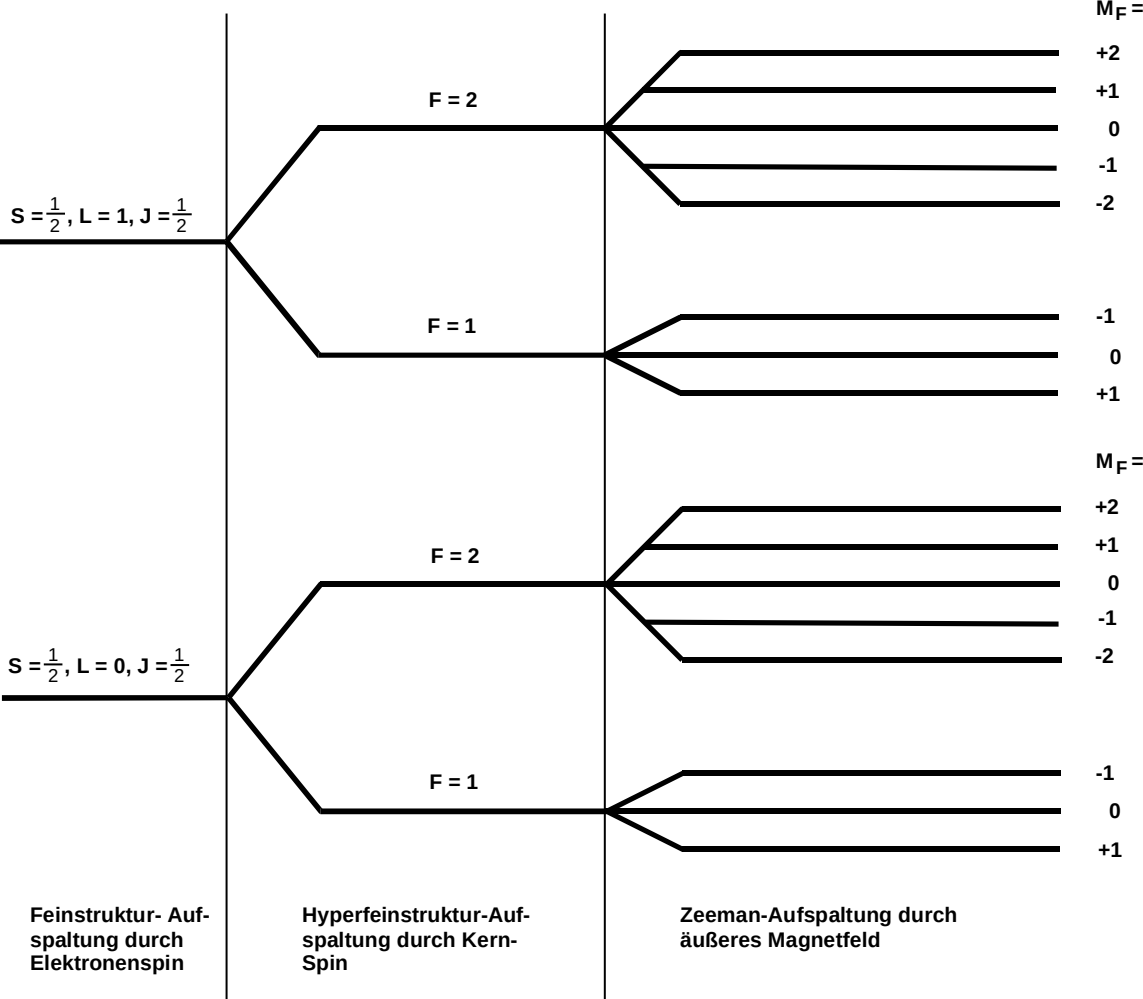 M_F =
+2
F = 2
+1
0
-1
S = 1/2, L = 1, J = 1/2
-2
F = 1
-1
0
+1
M_F =
+2
F = 2
+1
0
-1
S = 1/2, L = 0, J = 1/2
-2
F = 1
-1
0
+1
Feinstruktur- Auf-
spaltung durch
Elektronenspin
Hyperfeinstruktur-Auf-
spaltung durch Kern-
Spin
Zeeman-Aufspaltung durch
äußeres Magnetfeld